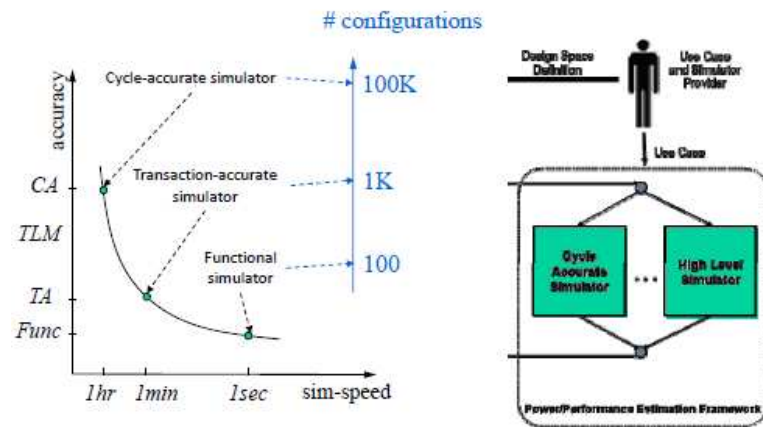 # configurations
accuracy
Cycle-accurate simulator
100K
CA
Transaction-accurate
simulator
1K
TLM
Functional
simulator
100
TA
Func
1hr
1min
1sec
sim-speed
Design Space
Definition
Use Case
and Simulator
Provider
Use Case
Cycle
Accurate
Simulator
...
High Level
Simulator
Power/Performance Estimation Framework